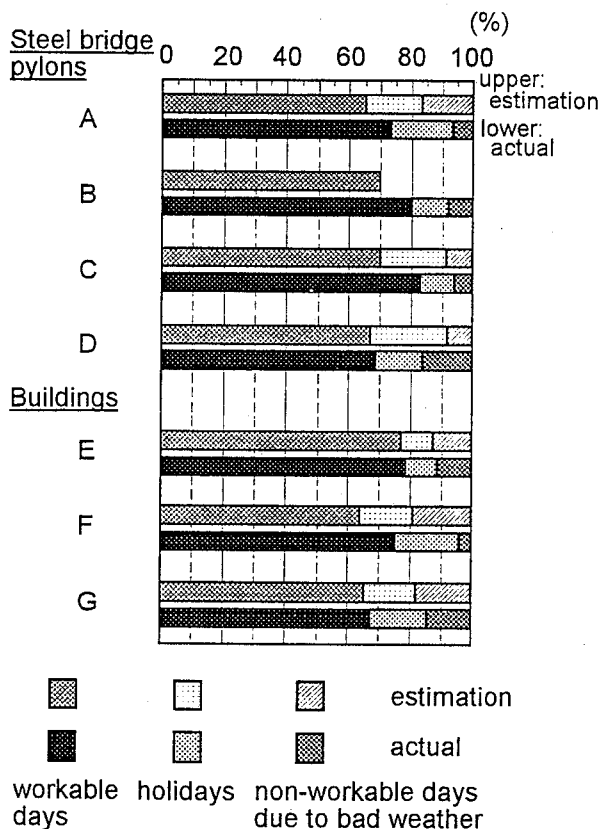 (%)
Steel bridge
pylons
0 20 40 60 80 100
upper:
estimation
lower:
actual
A
B
C
D
Buildings
E
F
G
estimation
actual
workable
days
holidays
non-workable days
due to bad weather